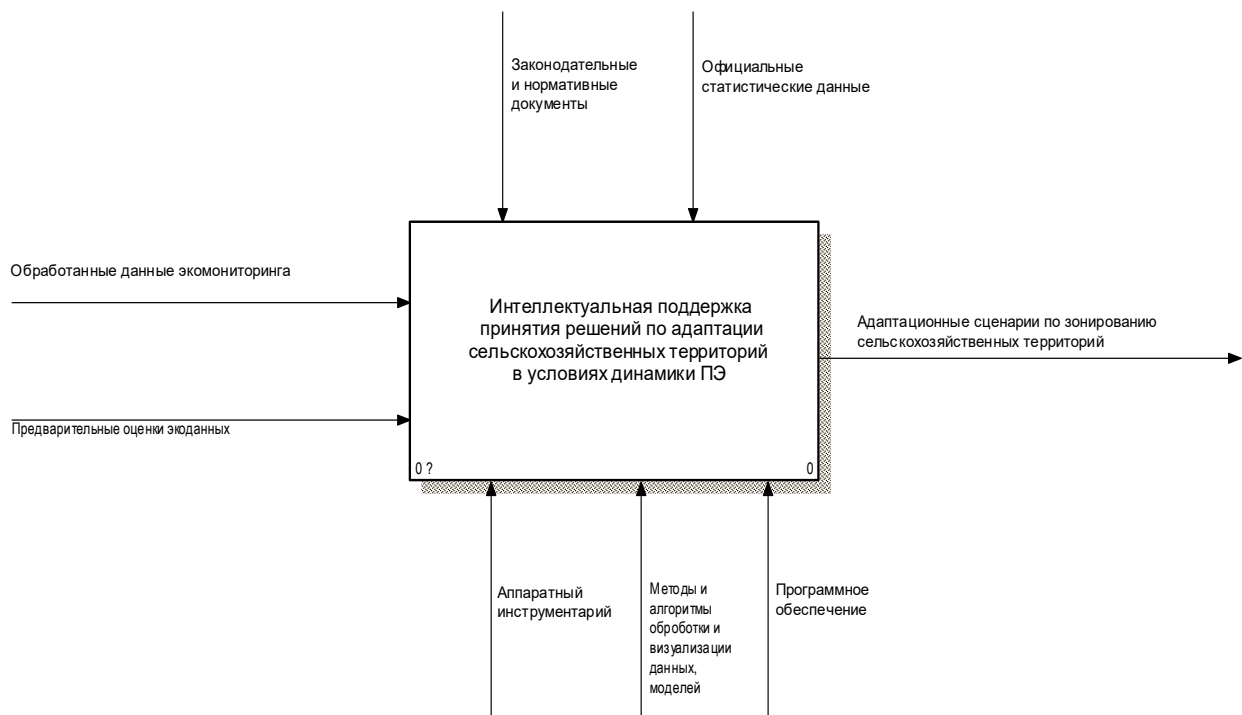 Законодательные
и нормативные
документы
Официальные
статистические данные
Обработанные данные экомониторинга
Предварительные оценки экоданных
Интеллектуальная поддержка
принятия решений по адаптации
сельскохозяйственных территорий
в условиях динамики ПЭ
0 ?
0
Адаптационные сценарии по зонированию
сельскохозяйственных территорий
Аппаратный
инструментарий
Методы и
алгоритмы
обработки и
визуализации
данных,
моделей
Программное
обеспечение